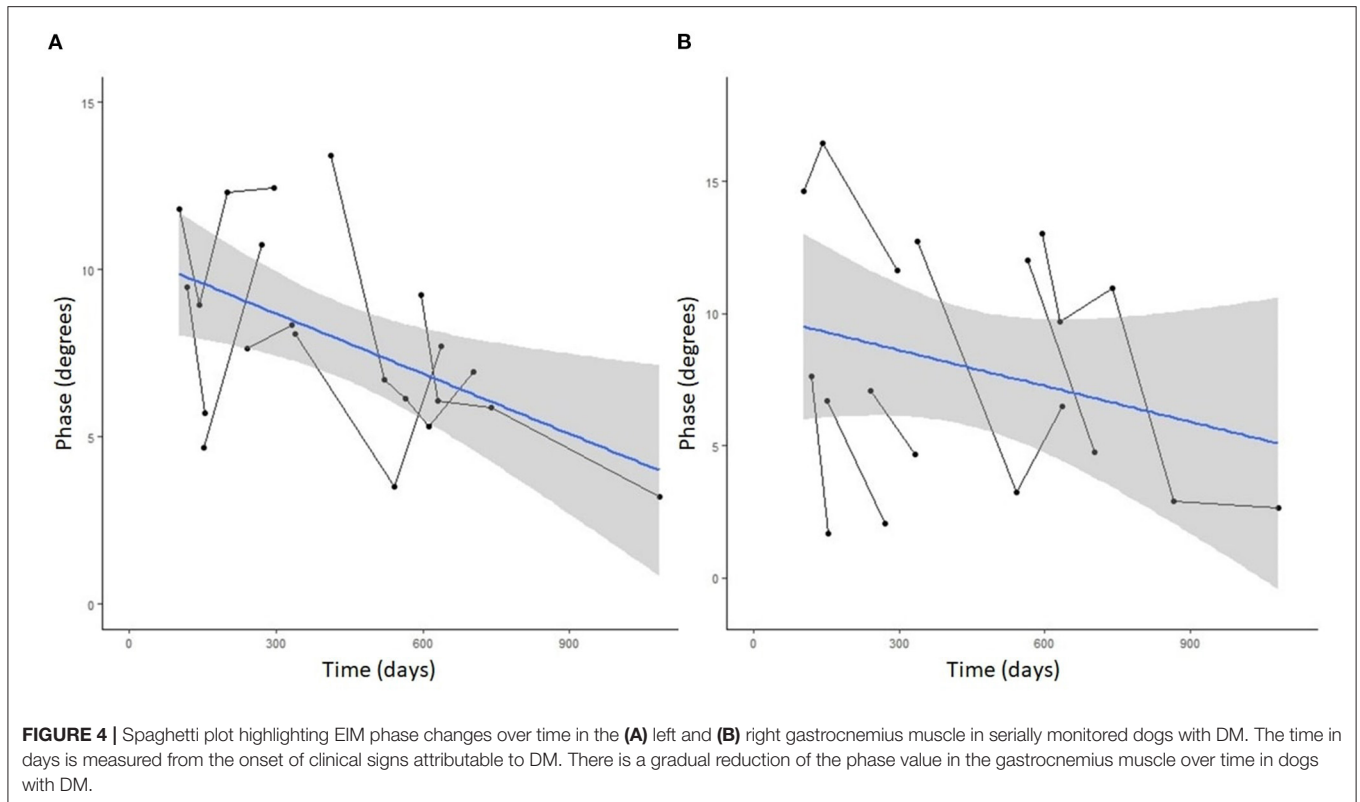 A
B
15
10
5
0
Phase (degrees)
0 300 600 900
Time (days)
15
10
5
0
Phase (degrees)
0 300 600 900
Time (days)
FIGURE 4 | Spaghetti plot highlighting EIM phase changes over time in the (A) left and (B) right gastrocnemius muscle in serially monitored dogs with DM. The time in
days is measured from the onset of clinical signs attributable to DM. There is a gradual reduction of the phase value in the gastrocnemius muscle over time in dogs
with DM.